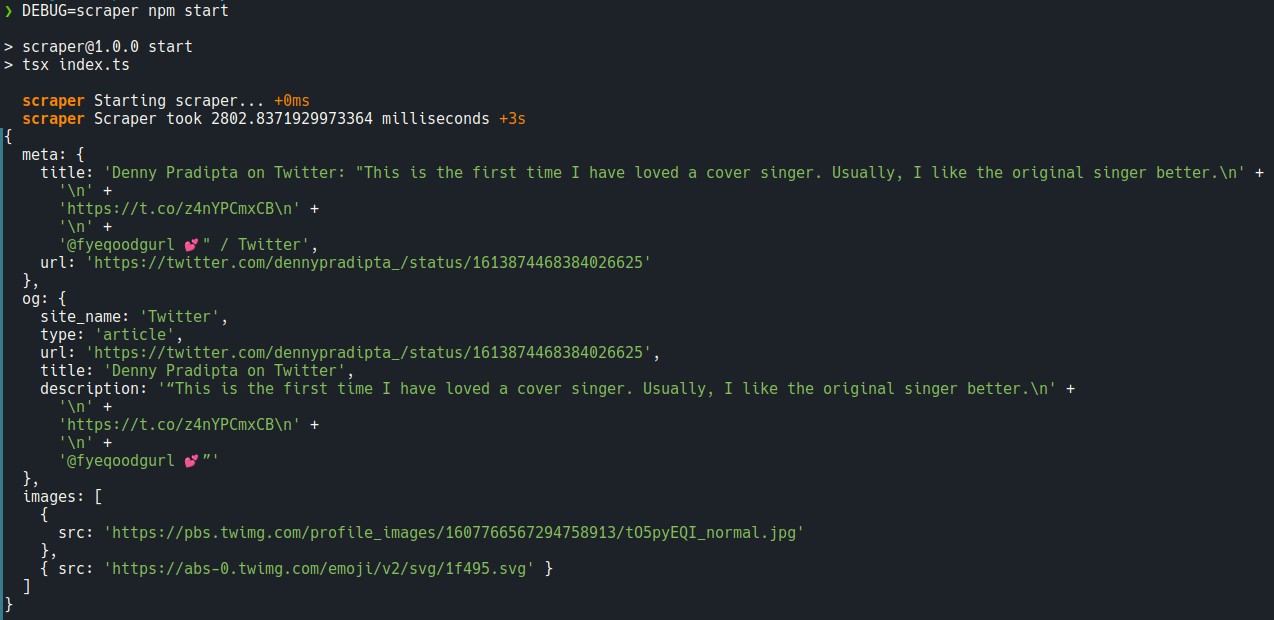 ❯ DEBUG=scraper npm start
> scraper@1.0.0 start
> tsx index.ts
scraper Starting scraper... +0ms
scraper Scraper took 2802.8371929973364 milliseconds +3s
{
meta: {
title: 'Denny Pradipta on Twitter: "This is the first time I have loved a cover singer. Usually, I like the original singer better.\n' +
'\n' +
'https://t.co/z4nYPCmxCB\n' +
'\n' +
'@fyeqoodgurl 💕" / Twitter',
url: 'https://twitter.com/dennypradipta_/status/1613874468384026625'
},
og: {
site_name: 'Twitter',
type: 'article',
url: 'https://twitter.com/dennypradipta_/status/1613874468384026625',
title: 'Denny Pradipta on Twitter',
description: '“This is the first time I have loved a cover singer. Usually, I like the original singer better.\n' +
'\n' +
'https://t.co/z4nYPCmxCB\n' +
'\n' +
'@fyeqoodgurl 💕”'
},
images: [
{
src: 'https://pbs.twimg.com/profile_images/1607766567294758913/tO5pyEQI_normal.jpg'
},
{ src: 'https://abs-0.twimg.com/emoji/v2/svg/1f495.svg' }
]
}